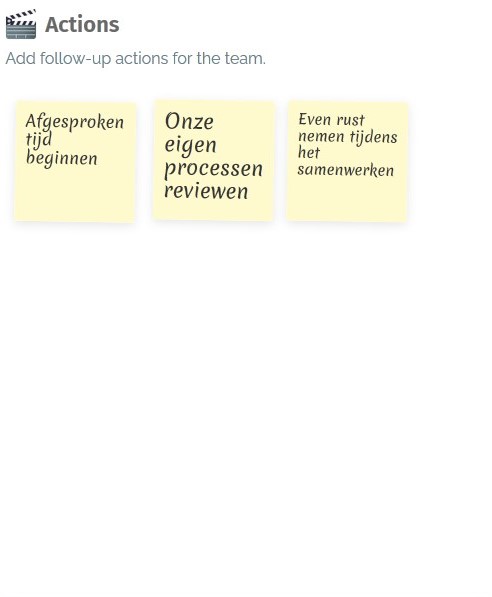 Actions
Add follow-up actions for the team.
Afgesproken
tijd
beginnen
Onze
eigen
processen
reviewen
Even rust
nemen tijdens
het
samenwerken